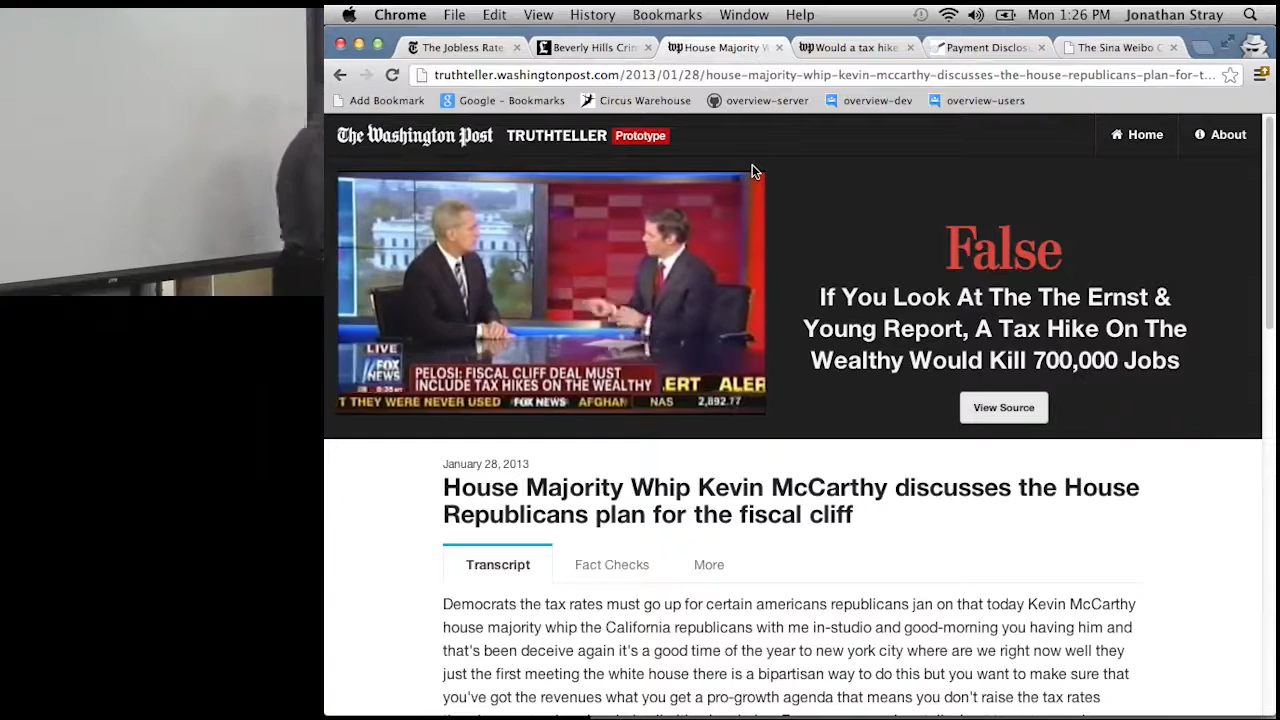 Chrome File Edit View History Bookmarks Window Help Mon 1:26 PM Jonathan Stray
The Jobless Rate Beverly Hills Crim House Majority W Would a tax hike Payment Disclos The Sina Weibo C
truthteller.washingtonpost.com/2013/01/28/house-majority-whip-kevin-mccarthy-discusses-the-house-republicans-plan-for-t...
Add Bookmark Google - Bookmarks Circus Warehouse overview-server overview-dev overview-users
The Washington Post TRUTHTELLER Prototype Home About
False
If You Look At The The Ernst &
Young Report, A Tax Hike On The
Wealthy Would Kill 700,000 Jobs
View Source
LIVE
FOX
NEWS
PELOSI: FISCAL CLIFF DEAL MUST
INCLUDE TAX HIKES ON THE WEALTHY
ERT ALER
T THEY WERE NEVER USED FOX NEWS AFGHAN NAS 2,892.77
January 28, 2013
House Majority Whip Kevin McCarthy discusses the House
Republicans plan for the fiscal cliff
Transcript Fact Checks More
Democrats the tax rates must go up for certain americans republicans jan on that today Kevin McCarthy
house majority whip the California republicans with me in-studio and good-morning you having him and
that's been deceive again it's a good time of the year to new york city where are we right now well they
just the first meeting the white house there is a bipartisan way to do this but you want to make sure that
you've got the revenues what you get a pro-growth agenda that means you don't raise the tax rates